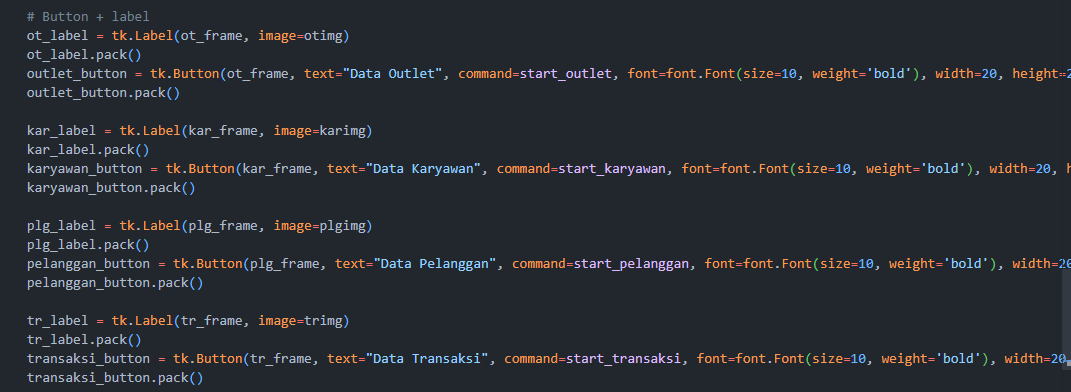 # Button + label
ot_label = tk.Label(ot_frame, image=otimg)
ot_label.pack()
outlet_button = tk.Button(ot_frame, text="Data Outlet", command=start_outlet, font=font.Font(size=10, weight='bold'), width=20, height=2
outlet_button.pack()
kar_label = tk.Label(kar_frame, image=karimg)
kar_label.pack()
karyawan_button = tk.Button(kar_frame, text="Data Karyawan", command=start_karyawan, font=font.Font(size=10, weight='bold'), width=20, h
karyawan_button.pack()
plg_label = tk.Label(plg_frame, image=plgimg)
plg_label.pack()
pelanggan_button = tk.Button(plg_frame, text="Data Pelanggan", command=start_pelanggan, font=font.Font(size=10, weight='bold'), width=20
pelanggan_button.pack()
tr_label = tk.Label(tr_frame, image=trimg)
tr_label.pack()
transaksi_button = tk.Button(tr_frame, text="Data Transaksi", command=start_transaksi, font=font.Font(size=10, weight='bold'), width=20,
transaksi_button.pack()